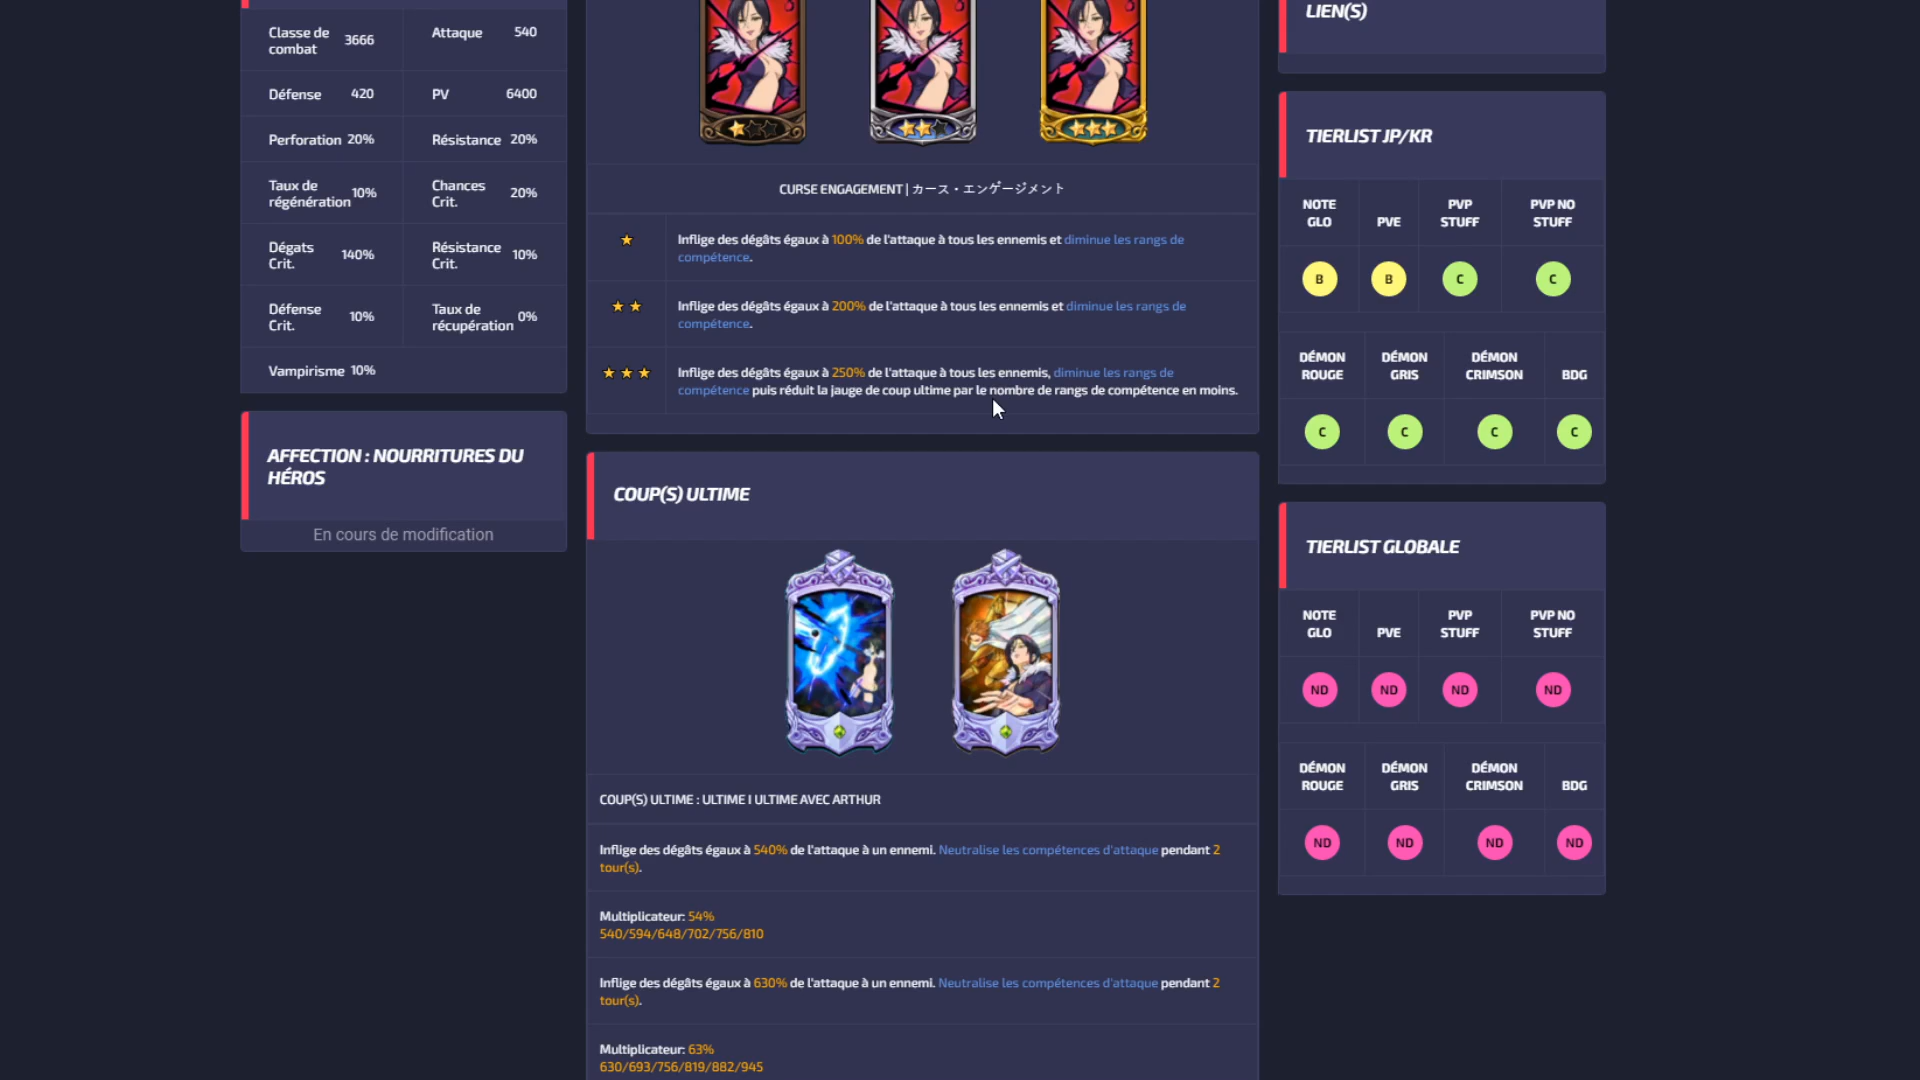 Classe de
combat
3666
Attaque
540
Défense
420
PV
6400
Perforation 20%
Résistance
20%
Taux de
régénération
10%
Chances
Crit.
20%
Dégats
Crit.
140%
Résistance
Crit.
10%
Défense
Crit.
10%
Taux de
récupération
0%
Vampirisme 10%
AFFECTION : NOURRITURES DU
HÉROS
En cours de modification
CURSE ENGAGEMENT | カース・エンゲージメント
Inflige des dégâts égaux à 100% de l'attaque à tous les ennemis et diminue les rangs de
compétence.
Inflige des dégâts égaux à 200% de l'attaque à tous les ennemis et diminue les rangs de
compétence.
Inflige des dégâts égaux à 250% de l'attaque à tous les ennemis, diminue les rangs de
compétence puis réduit la jauge de coup ultime par le nombre de rangs de compétence en moins.
COUP(S) ULTIME
COUP(S) ULTIME : ULTIME I ULTIME AVEC ARTHUR
Inflige des dégâts égaux à 540% de l'attaque à un ennemi. Neutralise les compétences d'attaque pendant 2
tour(s).
Multiplicateur: 54%
540/594/648/702/756/810
Inflige des dégâts égaux à 630% de l'attaque à un ennemi. Neutralise les compétences d'attaque pendant 2
tour(s).
Multiplicateur: 63%
630/693/756/819/882/945
LIEN(S)
TIERLIST JP/KR
NOTE
GLO
PVE
PVP
STUFF
PVP NO
STUFF
B
B
C
C
DÉMON
ROUGE
DÉMON
GRIS
DÉMON
CRIMSON
BDG
C
C
C
C
TIERLIST GLOBALE
NOTE
GLO
PVE
PVP
STUFF
PVP NO
STUFF
ND
ND
ND
ND
DÉMON
ROUGE
DÉMON
GRIS
DÉMON
CRIMSON
BDG
ND
ND
ND
ND